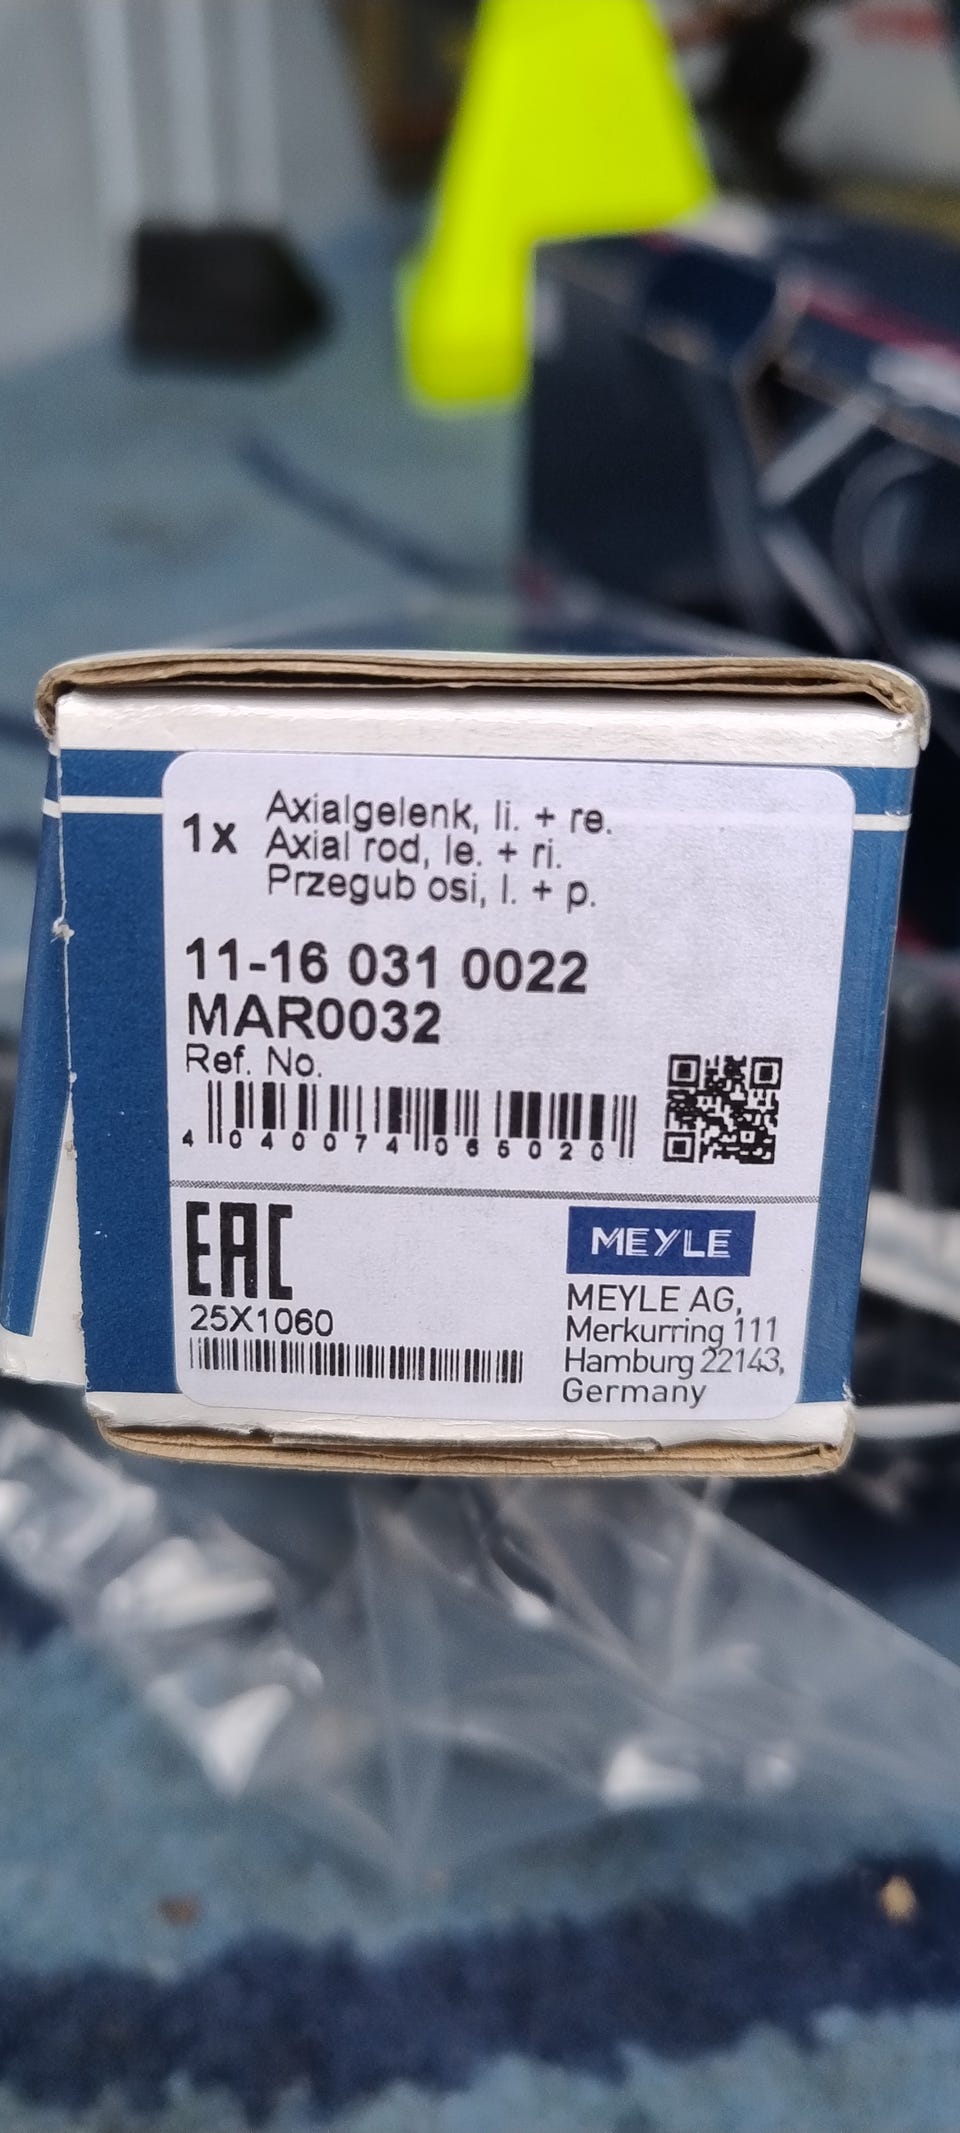 1x
Axialgelenk, li. + re.
Axial rod, le. + ri.
Przegub osi, l. + p.
11-16 031 0022
MAR0032
Ref. No.
4 040074 065020
EAC
25X1060
MEYLE
MEYLE AG,
Merkurring 111
Hamburg 22143,
Germany